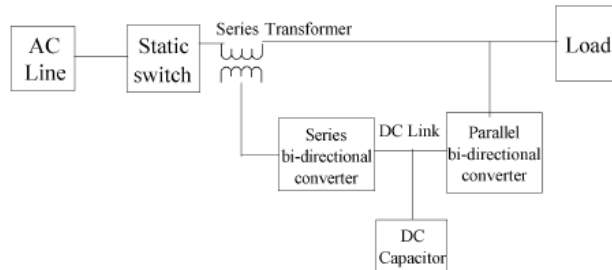 AC
Line
Static
switch
Series Transformer
Load
Series
bi-directional
converter
DC Link
Parallel
bi-directional
converter
DC
Capacitor